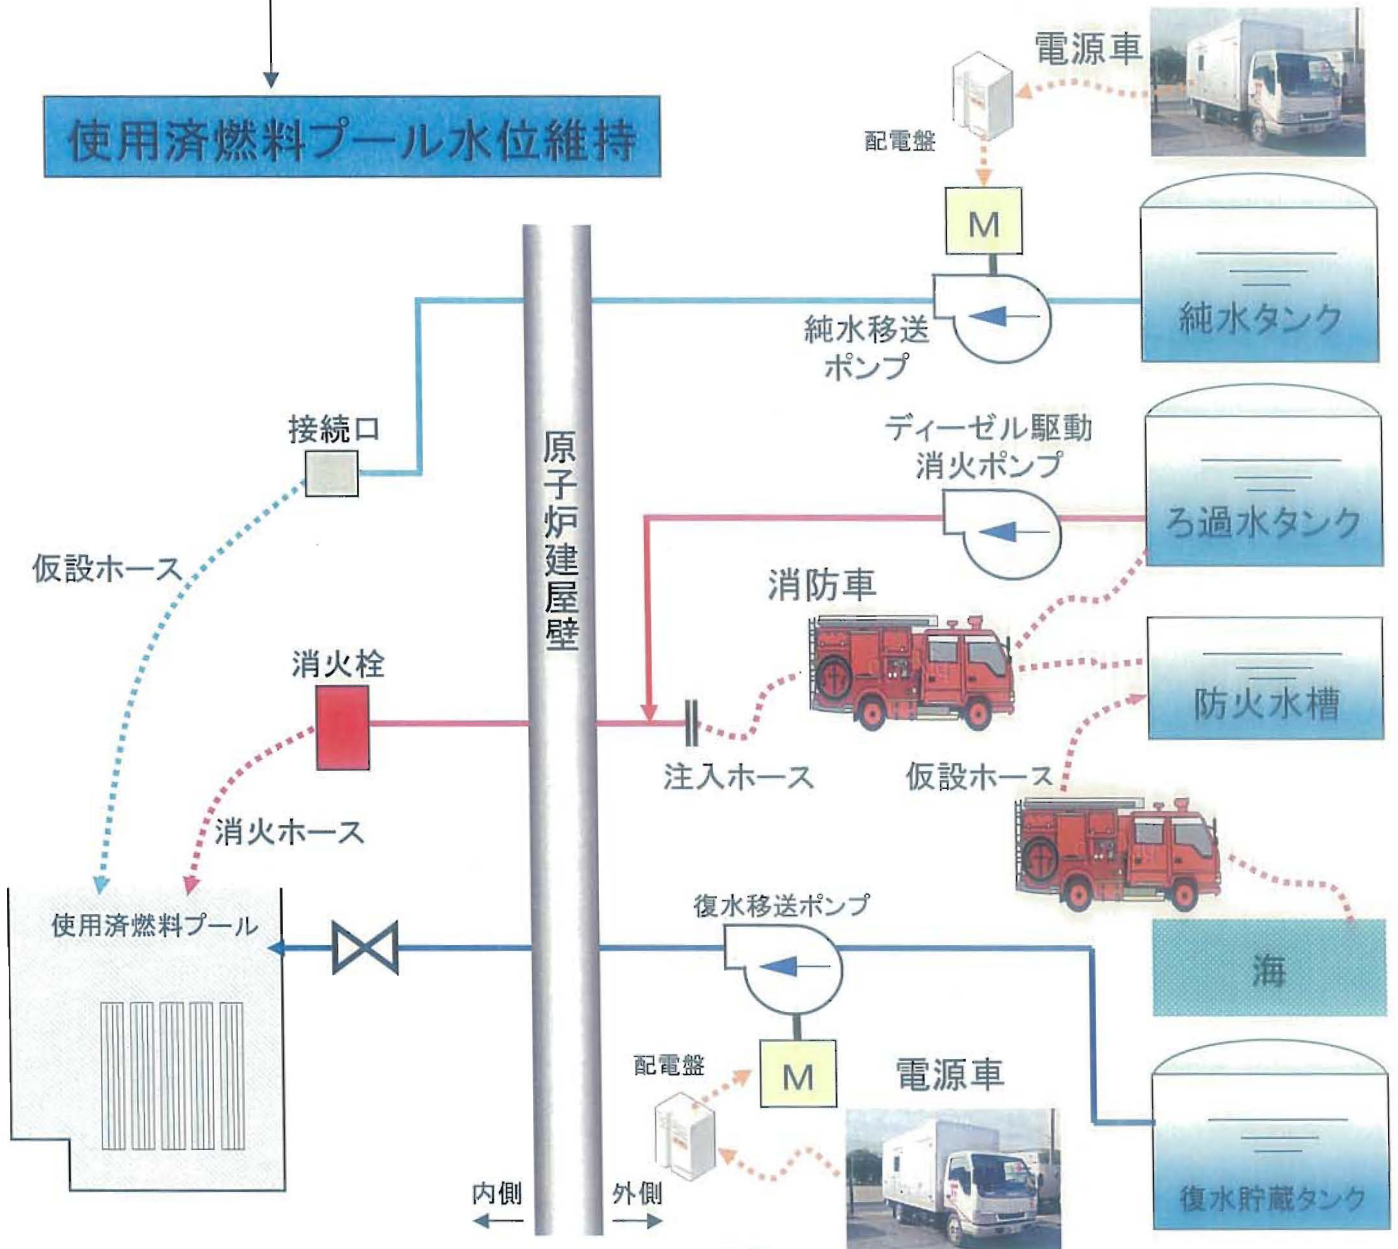 使用済燃料プール水位維持
電源車
配電盤
M
純水タンク
純水移送
ポンプ
接続口
原子炉建屋壁
ディーゼル駆動
消火ポンプ
ろ過水タンク
仮設ホース
消防車
消火栓
防火水槽
注入ホース
仮設ホース
消火ホース
使用済燃料プール
復水移送ポンプ
海
配電盤
M
電源車
復水貯蔵タンク
内側
外側